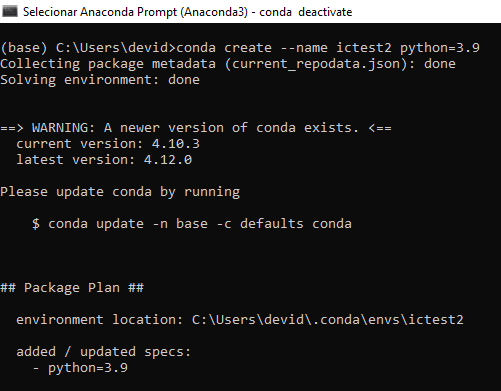 Selecionar Anaconda Prompt (Anaconda3) - conda  deactivate
(base) C:\Users\devid>conda create --name ictest2 python=3.9
Collecting package metadata (current_repodata.json): done
Solving environment: done
==> WARNING: A newer version of conda exists. <==
  current version: 4.10.3
  latest version: 4.12.0
Please update conda by running
    $ conda update -n base -c defaults conda
## Package Plan ##
  environment location: C:\Users\devid\.conda\envs\ictest2
  added / updated specs:
    - python=3.9